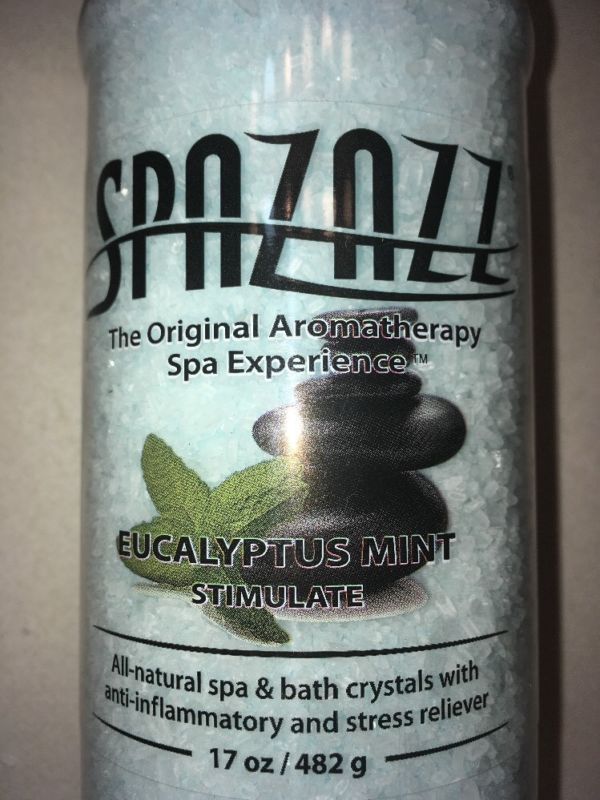 SPAZAZZ®
The Original Aromatherapy
Spa Experience™
EUCALYPTUS MINT
STIMULATE
All-natural spa & bath crystals with
anti-inflammatory and stress reliever
17 oz / 482 g